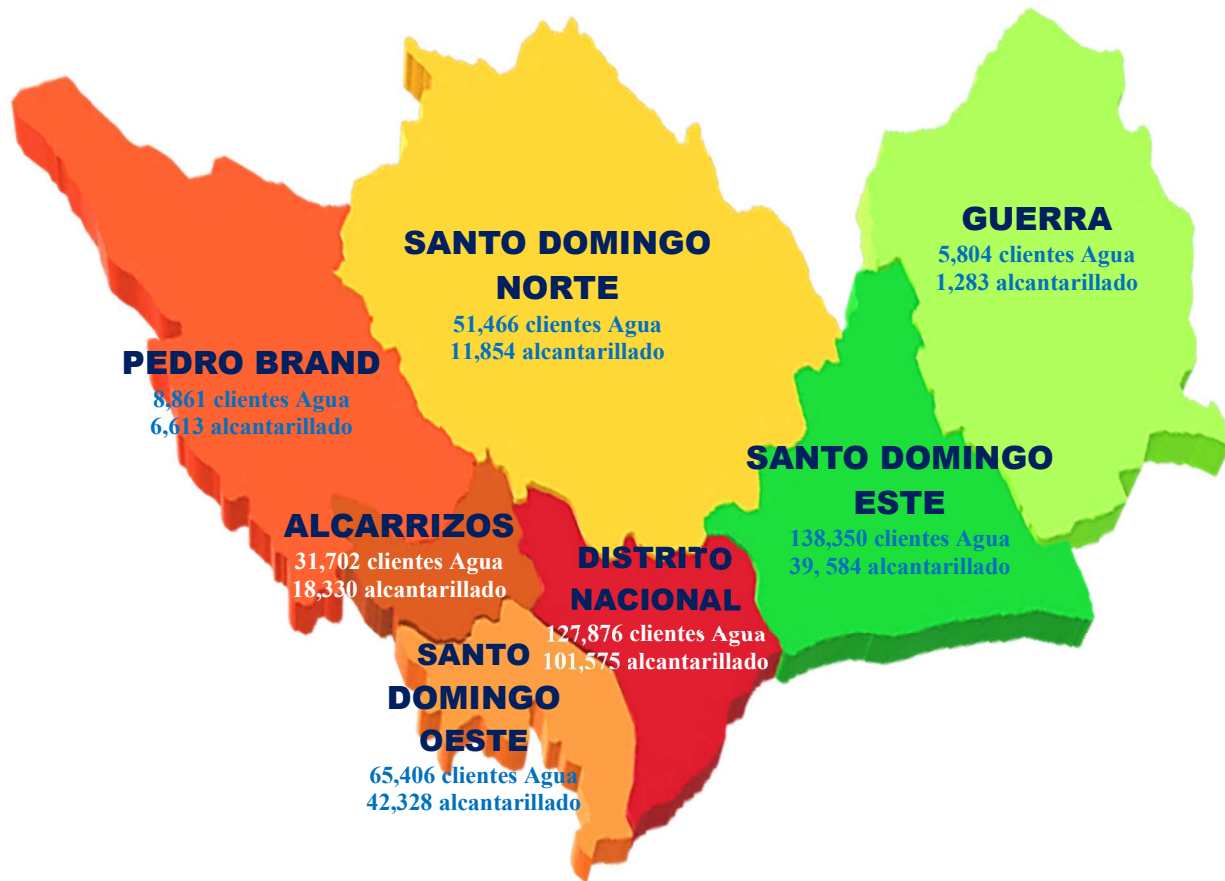 GUERRA
5,804 clientes Agua
1,283 alcantarillado
SANTO DOMINGO
NORTE
51,466 clientes Agua
11,854 alcantarillado
PEDRO BRAND
8,861 clientes Agua
6,613 alcantarillado
SANTO DOMINGO
ESTE
138,350 clientes Agua
39, 584 alcantarillado
ALCARRIZOS
31,702 clientes Agua
18,330 alcantarillado
DISTRITO
NACIONAL
127,876 clientes Agua
101,575 alcantarillado
SANTO
DOMINGO
OESTE
65,406 clientes Agua
42,328 alcantarillado